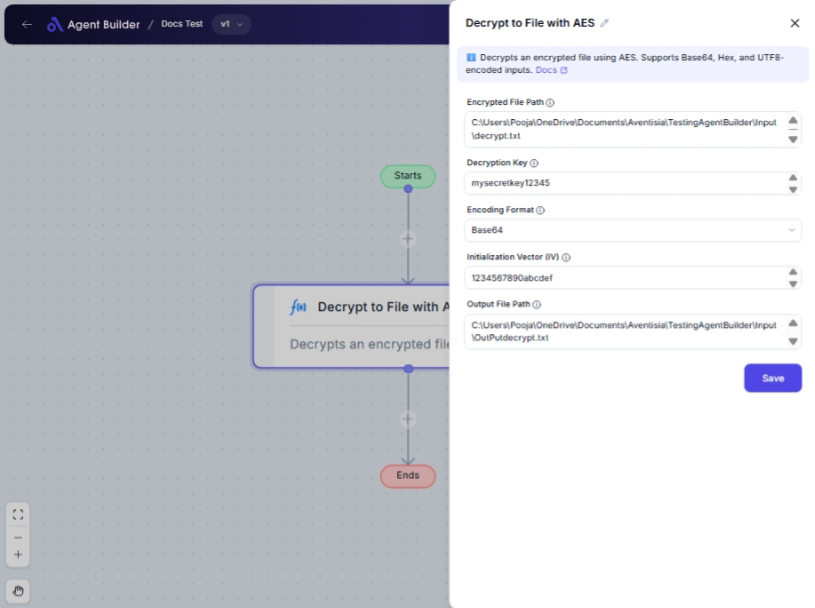 Agent Builder / Docs Test v1
Decrypt to File with AES
Decrypts an encrypted file using AES. Supports Base64, Hex, and UTF8-
encoded inputs. Docs
Encrypted File Path
C:\Users\Pooja\OneDrive\Documents\Aventisia\TestingAgentBuilder\Input
\decrypt.txt
Decryption Key
mysecretkey12345
Encoding Format
Base64
Initialization Vector (IV)
1234567890abcdef
Output File Path
C:\Users\Pooja\OneDrive\Documents\Aventisia\TestingAgentBuilder\Input
\OutPutdecrypt.txt
Save
Starts
f(x) Decrypt to File with A
Decrypts an encrypted file
Ends